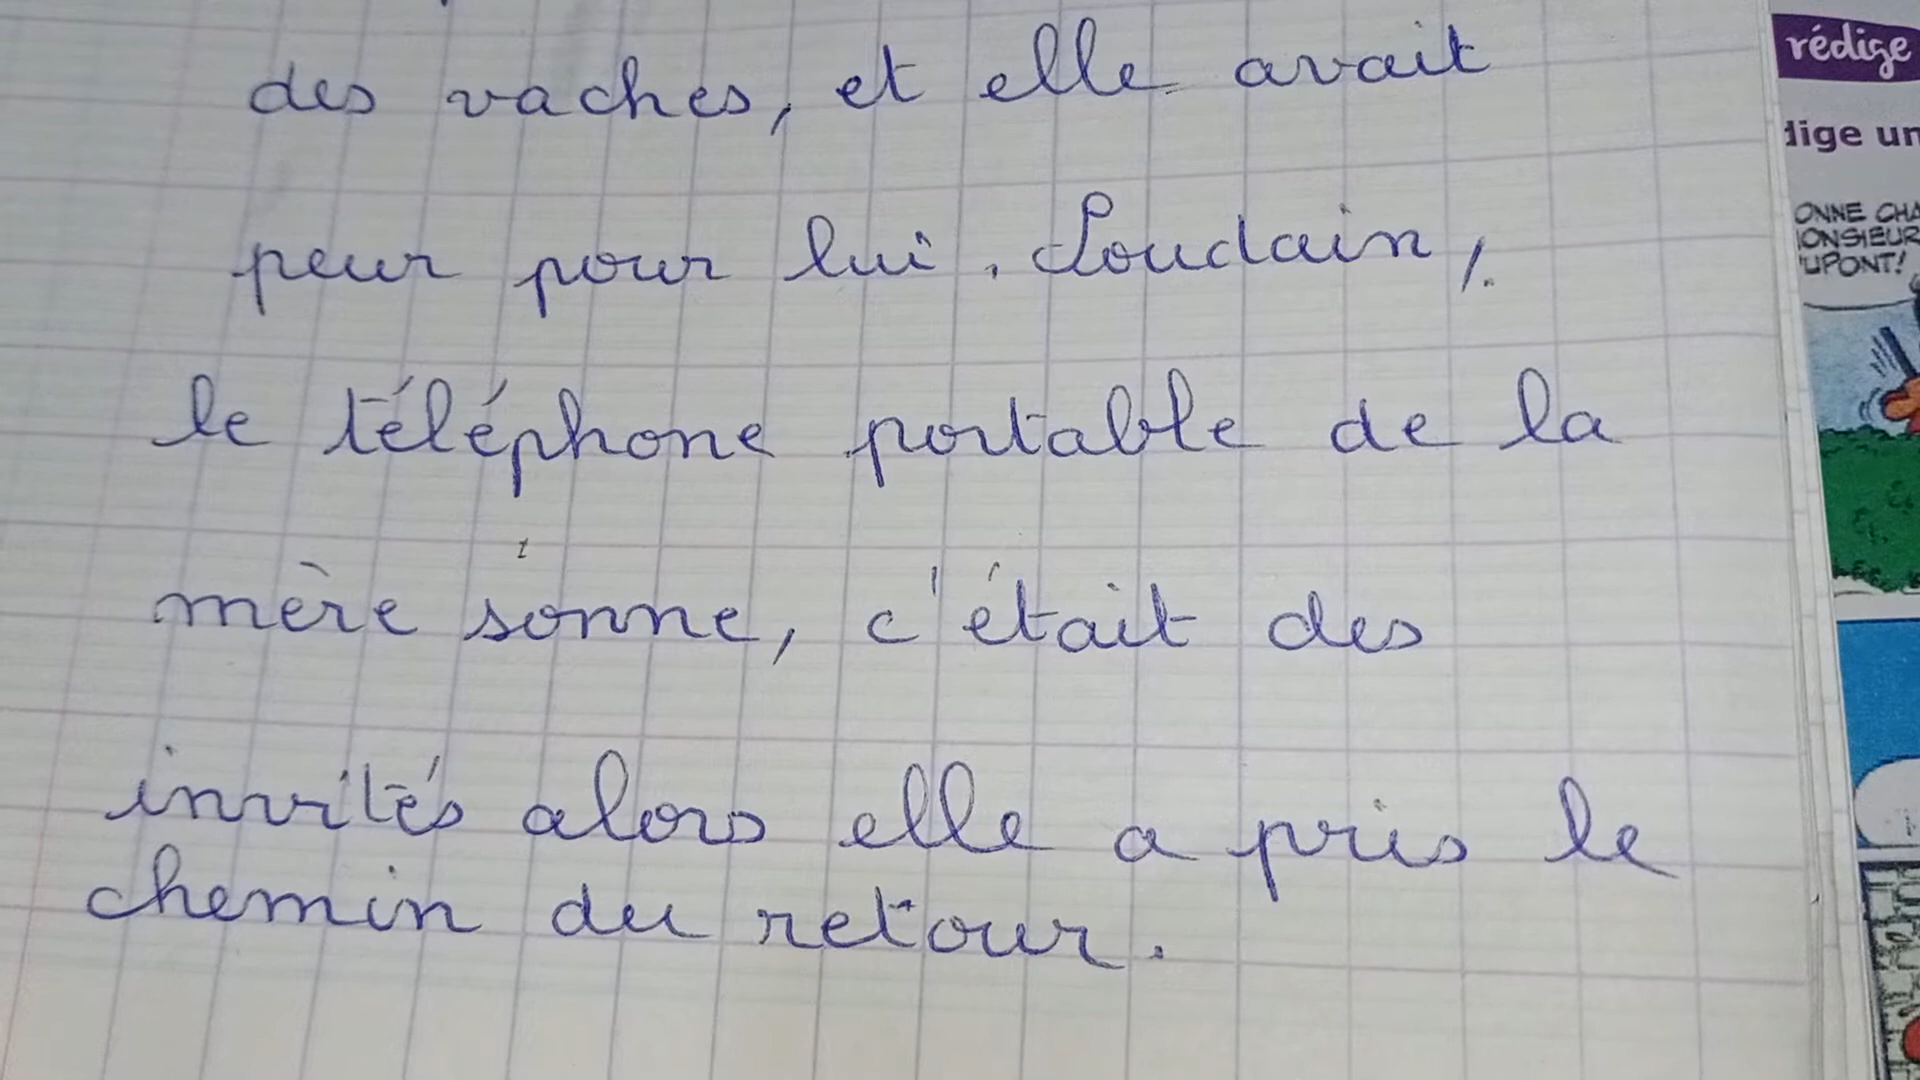 des vaches, et elle avait
peur pour lui. Soudain,
le téléphone portable de la
mère sonne, c'était des
invités alors elle a pris le
chemin du retour.
rédige
dige un
ONNE CHA
ONSIEUR
UPONT!